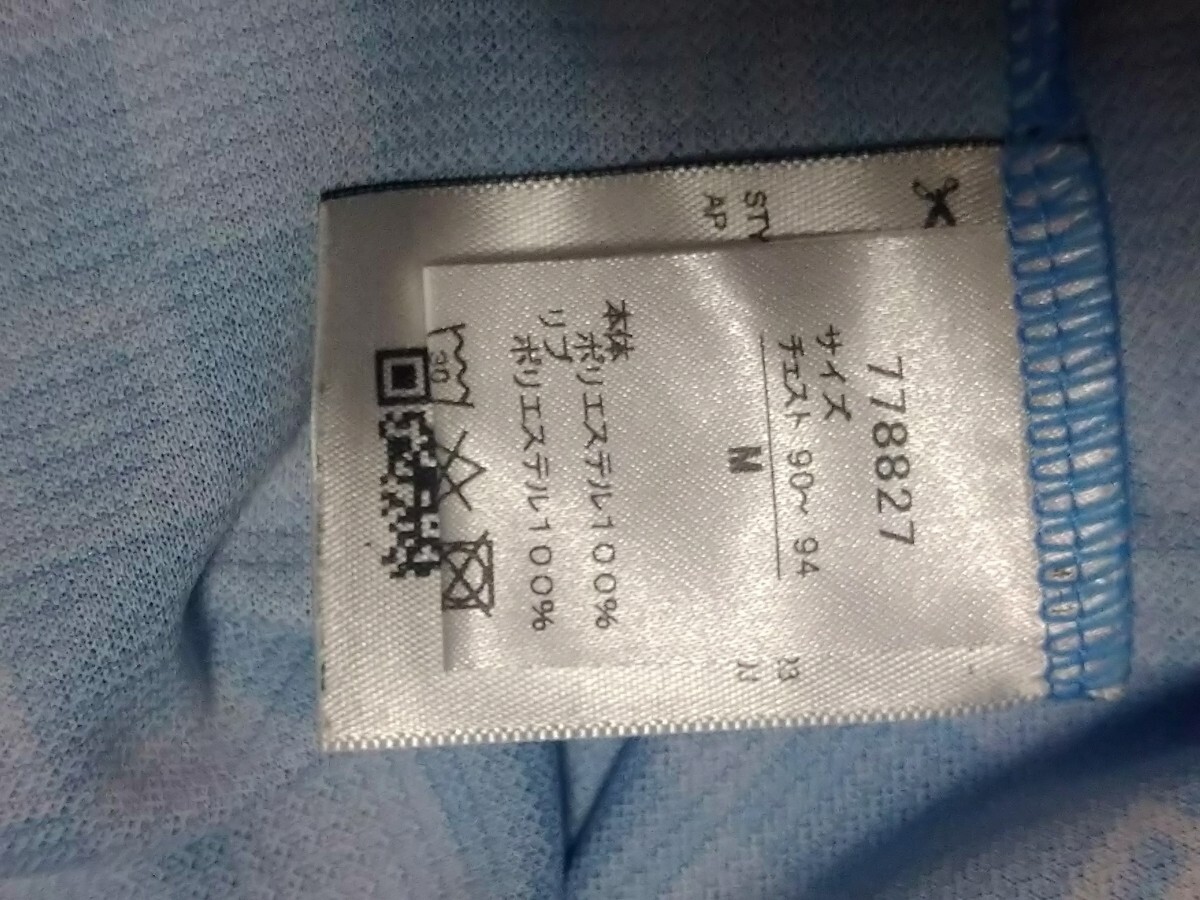 778827
サイズ
チェスト 90~ 94
M
本体
ポリエステル100%
リブ
ポリエステル100%
30
STY
AP